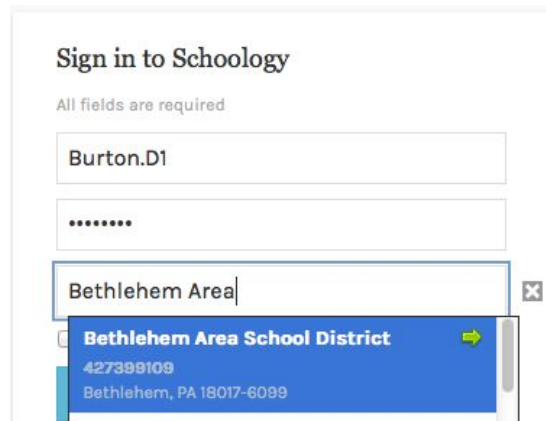 Sign in to Schoology
All fields are required
Burton.D1
••••••••
Bethlehem Area
Bethlehem Area School District
427399109
Bethlehem, PA 18017-6099